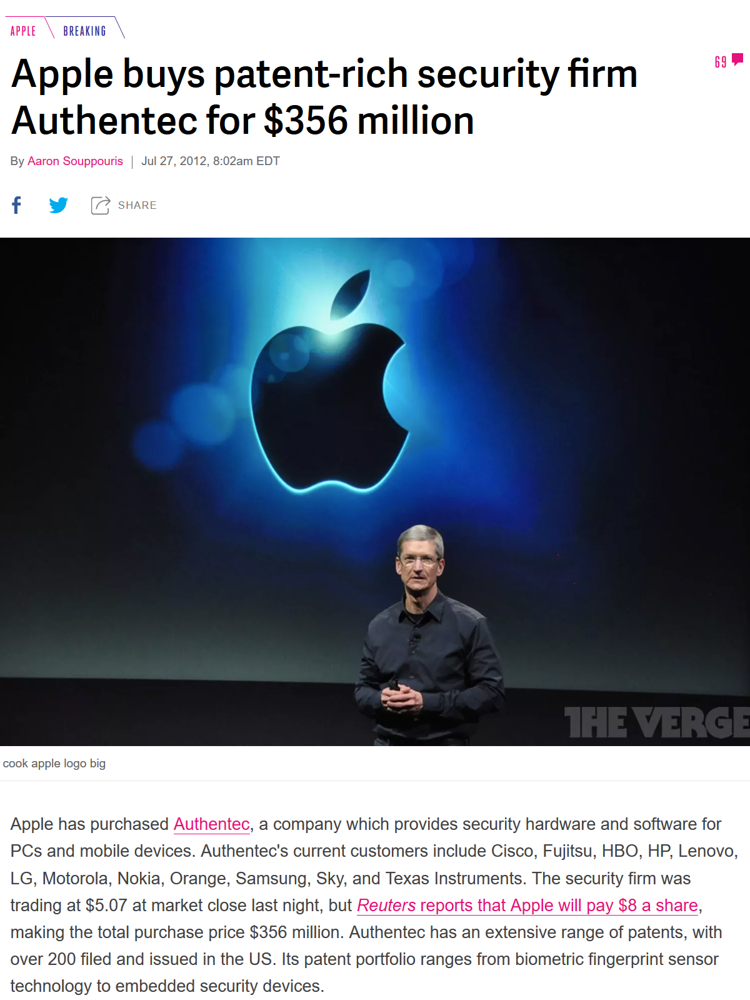 APPLE
BREAKING
Apple buys patent-rich security firm
Authentec for $356 million
69
By Aaron Souppouris | Jul 27, 2012, 8:02am EDT
SHARE
THE VERGE
cook apple logo big
Apple has purchased Authentec, a company which provides security hardware and software for
PCs and mobile devices. Authentec's current customers include Cisco, Fujitsu, HBO, HP, Lenovo,
LG, Motorola, Nokia, Orange, Samsung, Sky, and Texas Instruments. The security firm was
trading at $5.07 at market close last night, but Reuters reports that Apple will pay $8 a share,
making the total purchase price $356 million. Authentec has an extensive range of patents, with
over 200 filed and issued in the US. Its patent portfolio ranges from biometric fingerprint sensor
technology to embedded security devices.